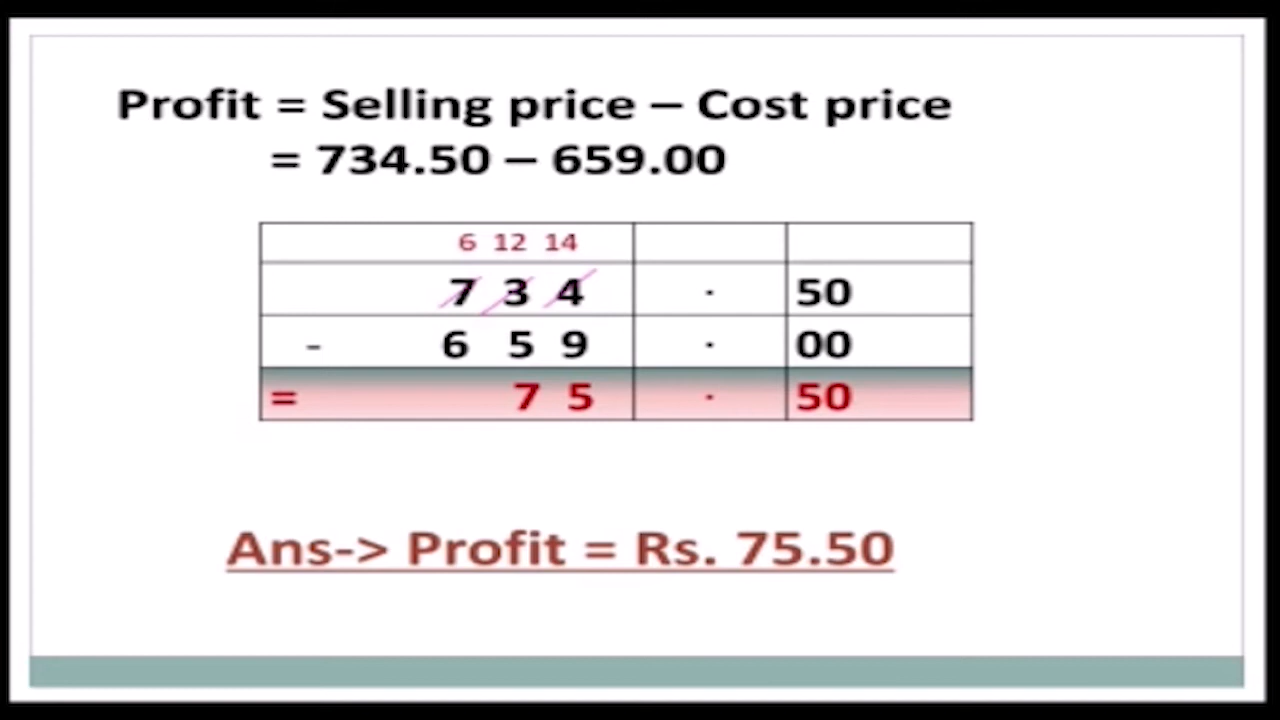 Profit = Selling price – Cost price
= 734.50 – 659.00
6 12 14
7 3 4 . 50
- 6 5 9 . 00
= 7 5 . 50
Ans-> Profit = Rs. 75.50